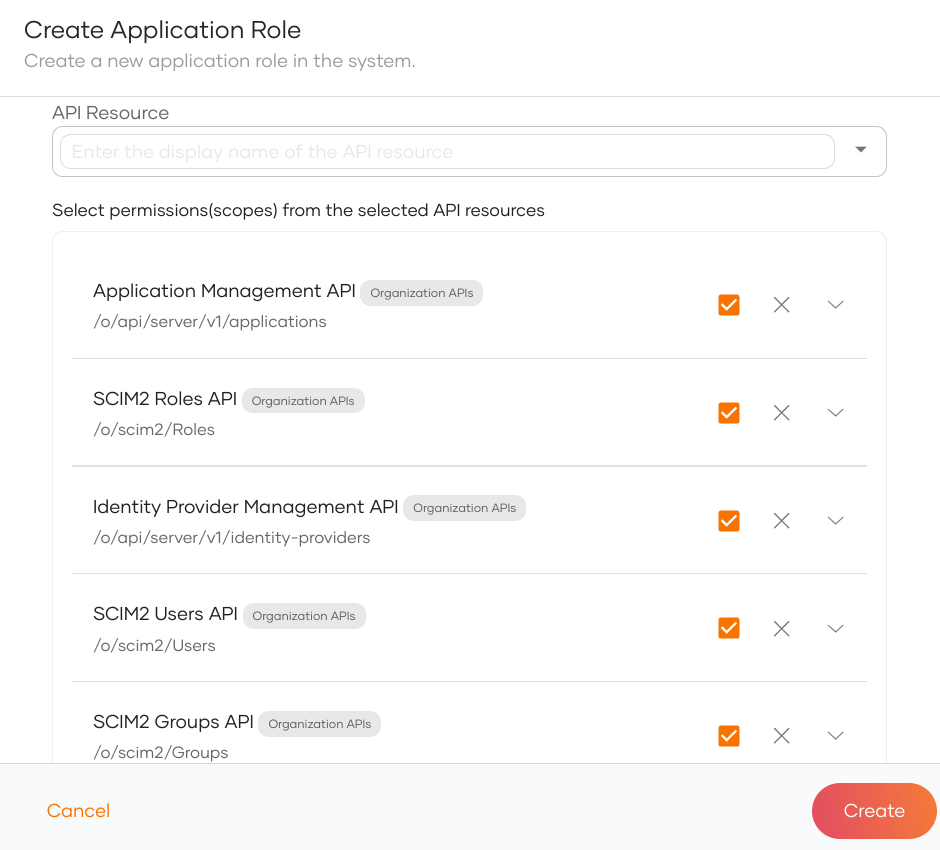 Create Application Role
Create a new application role in the system.
API Resource
Enter the display name of the API resource
Select permissions(scopes) from the selected API resources
Application Management API Organization APIs
/o/api/server/v1/applications
SCIM2 Roles API Organization APIs
/o/scim2/Roles
Identity Provider Management API Organization APIs
/o/api/server/v1/identity-providers
SCIM2 Users API Organization APIs
/o/scim2/Users
SCIM2 Groups API Organization APIs
/o/scim2/Groups
Cancel Create